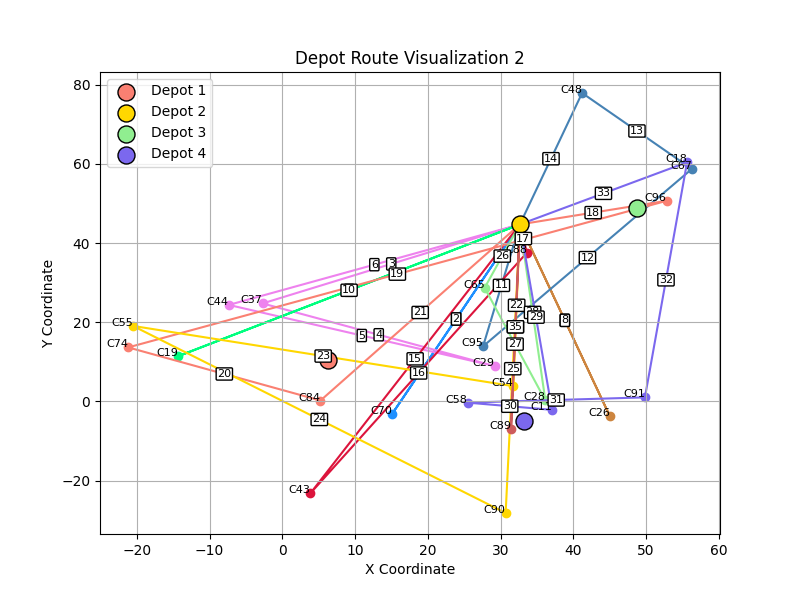 Depot Route Visualization 2
Depot 1
Depot 2
Depot 3
Depot 4
Y Coordinate
80
60
40
20
0
−20
−20
−10
0
10
20
30
40
50
60
X Coordinate
C48
13
14
C18
C67
C96
33
18
17
C88
26
12
6
3
19
10
C65
11
C44
C37
22
29
8
2
21
35
5
4
C55
C95
27
C74
C19
23
15
C29
25
20
16
C54
C84
C58
C28
31
C91
30
C13
C70
C26
24
C89
32
C43
C90